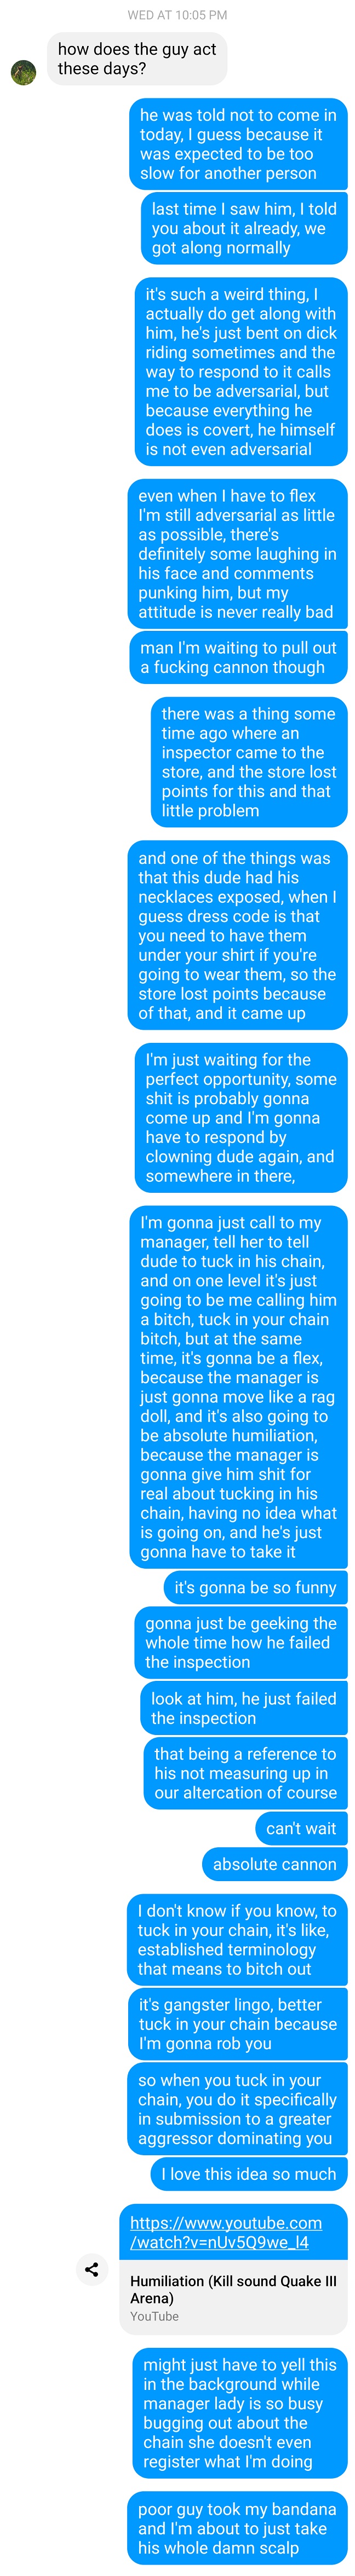 WED AT 10:05 PM
how does the guy act
these days?
he was told not to come in
today, I guess because it
was expected to be too
slow for another person
last time I saw him, I told
you about it already, we
got along normally
it's such a weird thing, I
actually do get along with
him, he's just bent on dick
riding sometimes and the
way to respond to it calls
me to be adversarial, but
because everything he
does is covert, he himself
is not even adversarial
even when I have to flex
I'm still adversarial as little
as possible, there's
definitely some laughing in
his face and comments
punking him, but my
attitude is never really bad
man I'm waiting to pull out
a fucking cannon though
there was a thing some
time ago where an
inspector came to the
store, and the store lost
points for this and that
little problem
and one of the things was
that this dude had his
necklaces exposed, when I
guess dress code is that
you need to have them
under your shirt if you're
going to wear them, so the
store lost points because
of that, and it came up
I'm just waiting for the
perfect opportunity, some
shit is probably gonna
come up and I'm gonna
have to respond by
clowning dude again, and
somewhere in there,
I'm gonna just call to my
manager, tell her to tell
dude to tuck in his chain,
and on one level it's just
going to be me calling him
a bitch, tuck in your chain
bitch, but at the same
time, it's gonna be a flex,
because the manager is
just gonna move like a rag
doll, and it's also going to
be absolute humiliation,
because the manager is
gonna give him shit for
real about tucking in his
chain, having no idea what
is going on, and he's just
gonna have to take it
it's gonna be so funny
gonna just be geeking the
whole time how he failed
the inspection
look at him, he just failed
the inspection
that being a reference to
his not measuring up in
our altercation of course
can't wait
absolute cannon
I don't know if you know, to
tuck in your chain, it's like,
established terminology
that means to bitch out
it's gangster lingo, better
tuck in your chain because
I'm gonna rob you
so when you tuck in your
chain, you do it specifically
in submission to a greater
aggressor dominating you
I love this idea so much
https://www.youtube.com
/watch?v=nUv5Q9we_l4
Humiliation (Kill sound Quake III
Arena)
YouTube
might just have to yell this
in the background while
manager lady is so busy
bugging out about the
chain she doesn't even
register what I'm doing
poor guy took my bandana
and I'm about to just take
his whole damn scalp